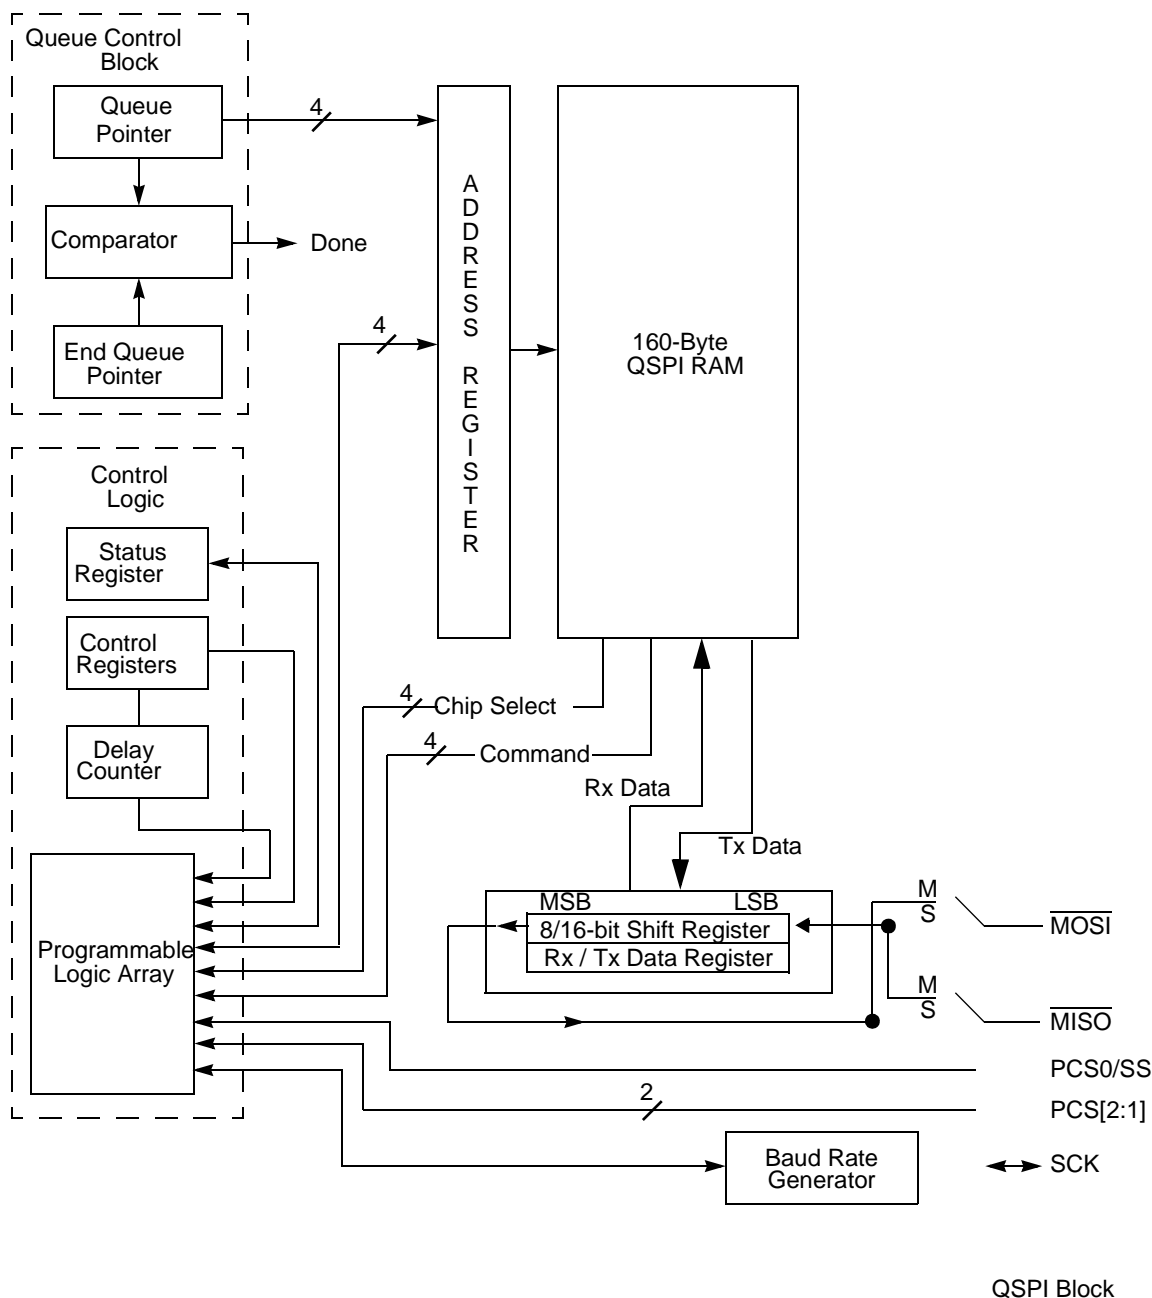 Queue Control
Block
Queue
Pointer
4
Comparator
Done
End Queue
Pointer
4
ADDRESS REGISTER
160-Byte
QSPI RAM
Control
Logic
Status
Register
Control
Registers
Delay
Counter
Programmable
Logic Array
4
Chip Select
4
Command
Rx Data
Tx Data
MSB LSB
8/16-bit Shift Register
Rx / Tx Data Register
M
S
MOSI
M
S
MISO
PCS0/SS
2
PCS[2:1]
Baud Rate
Generator
SCK
QSPI Block